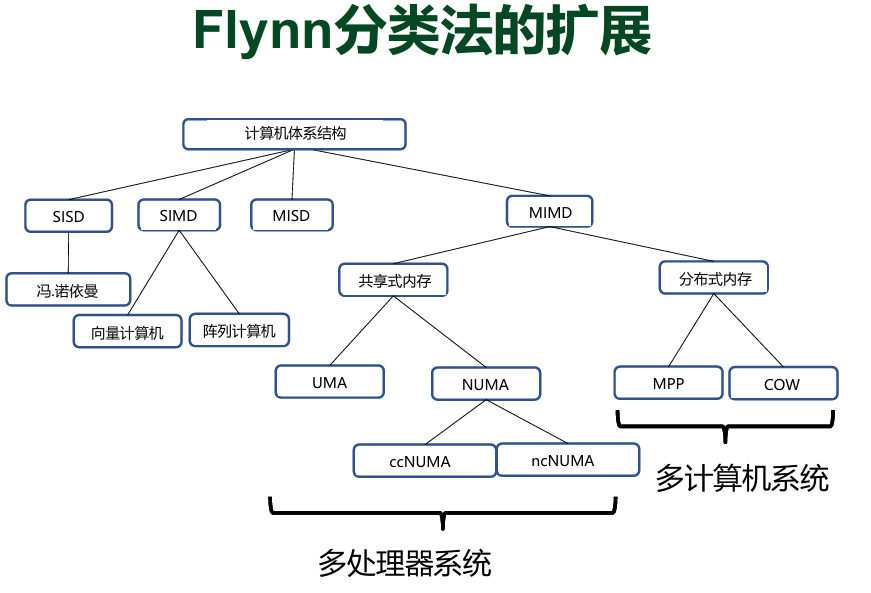 Flynn分类法的扩展
计算机体系结构
SISD
SIMD
MISD
MIMD
冯.诺依曼
向量计算机
阵列计算机
共享式内存
分布式内存
UMA
NUMA
MPP
COW
ccNUMA
ncNUMA
多计算机系统
多处理器系统